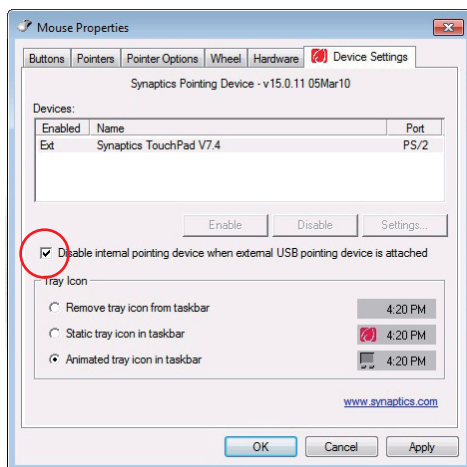 Mouse Properties
Buttons Pointers Pointer Options Wheel Hardware Device Settings
Synaptics Pointing Device - v15.0.11 05Mar10
Devices:
Enabled Name Port
Ext Synaptics TouchPad V7.4 PS/2
Enable Disable Settings...
Disable internal pointing device when external USB pointing device is attached
Tray Icon
Remove tray icon from taskbar 4:20 PM
Static tray icon in taskbar 4:20 PM
Animated tray icon in taskbar 4:20 PM
www.synaptics.com
OK Cancel Apply